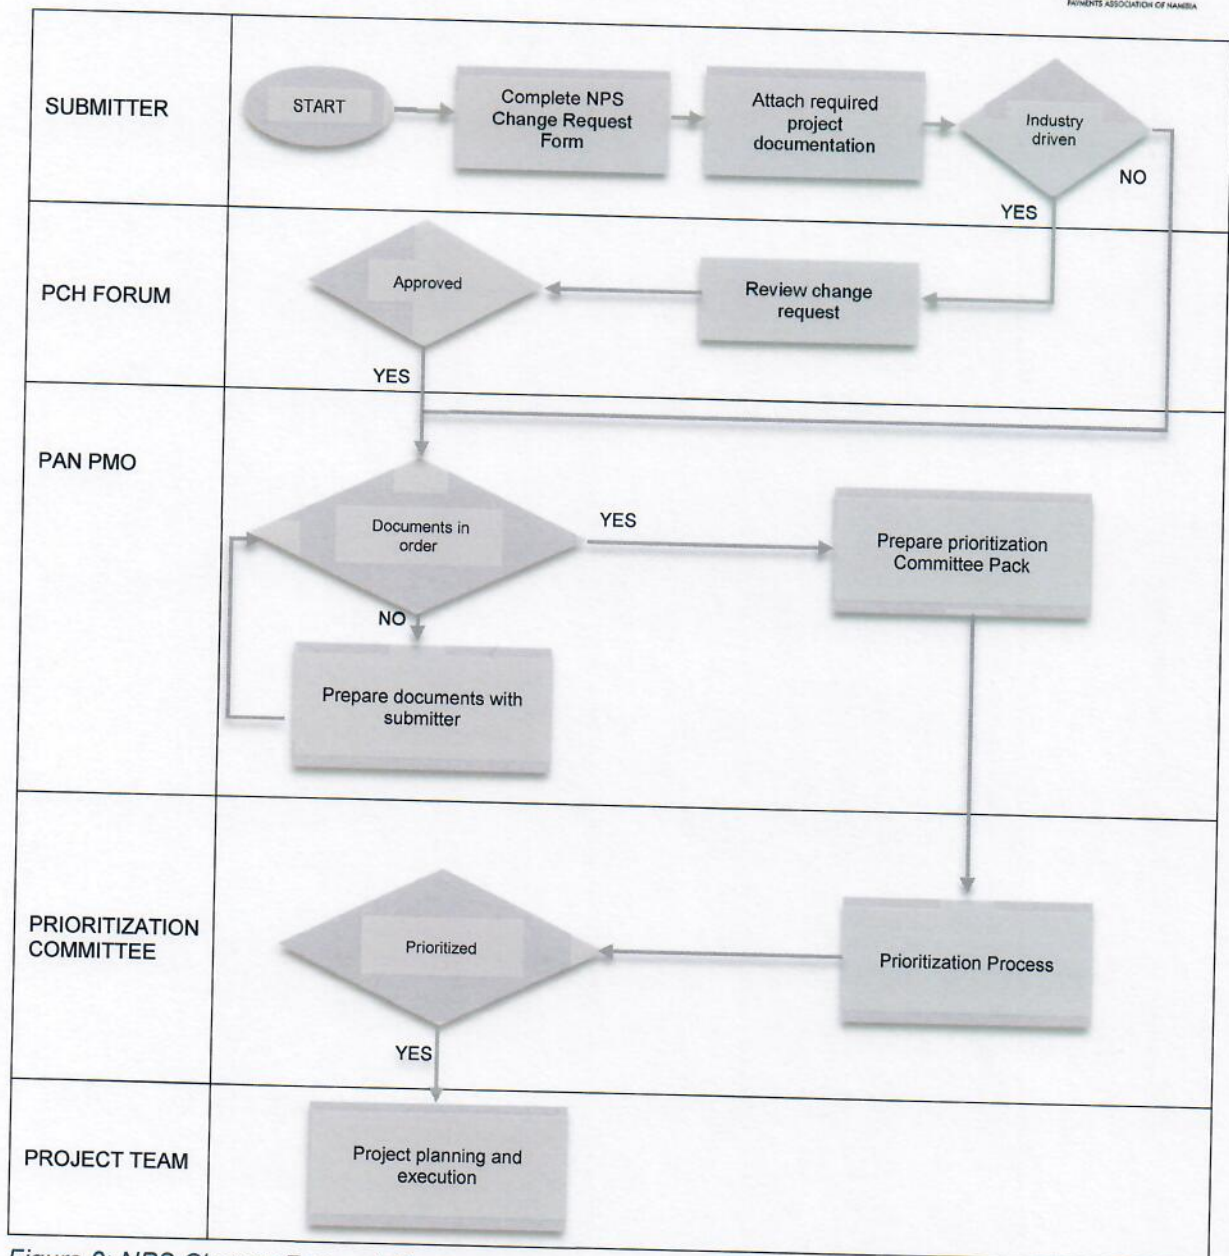 PAYMENTS ASSOCIATION OF NAMIBIA
SUBMITTER
START
Complete NPS
Change Request
Form
Attach required
project
documentation
Industry
driven
NO
YES
PCH FORUM
Approved
Review change
request
YES
PAN PMO
Documents in
order
YES
Prepare prioritization
Committee Pack
NO
Prepare documents with
submitter
PRIORITIZATION
COMMITTEE
Prioritized
Prioritization Process
YES
PROJECT TEAM
Project planning and
execution